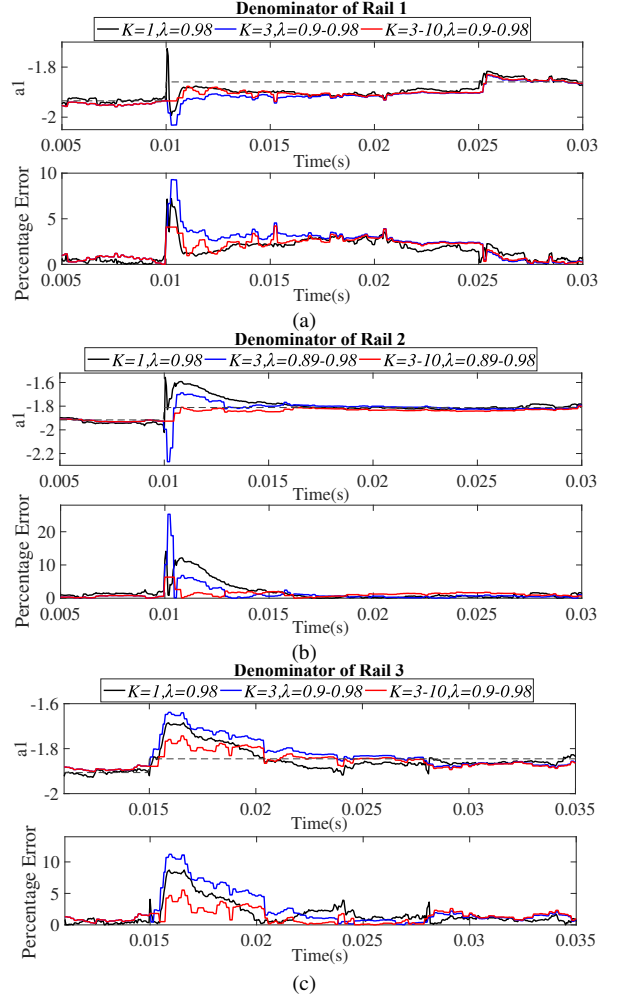 Denominator of Rail 1
K=1,λ=0.98 K=3,λ=0.9-0.98 K=3-10,λ=0.9-0.98
a1
-1.8
-2
0.005 0.01 0.015 0.02 0.025 0.03
Time(s)
Percentage Error
10
5
0
0.005 0.01 0.015 0.02 0.025 0.03
Time(s)
(a)
Denominator of Rail 2
K=1,λ=0.98 K=3,λ=0.89-0.98 K=3-10,λ=0.89-0.98
a1
-1.6
-1.8
-2
-2.2
0.005 0.01 0.015 0.02 0.025 0.03
Time(s)
Percentage Error
20
10
0
0.005 0.01 0.015 0.02 0.025 0.03
Time(s)
(b)
Denominator of Rail 3
K=1,λ=0.98 K=3,λ=0.9-0.98 K=3-10,λ=0.9-0.98
a1
-1.6
-1.8
-2
0.015 0.02 0.025 0.03 0.035
Time(s)
Percentage Error
10
5
0
0.015 0.02 0.025 0.03 0.035
Time(s)
(c)